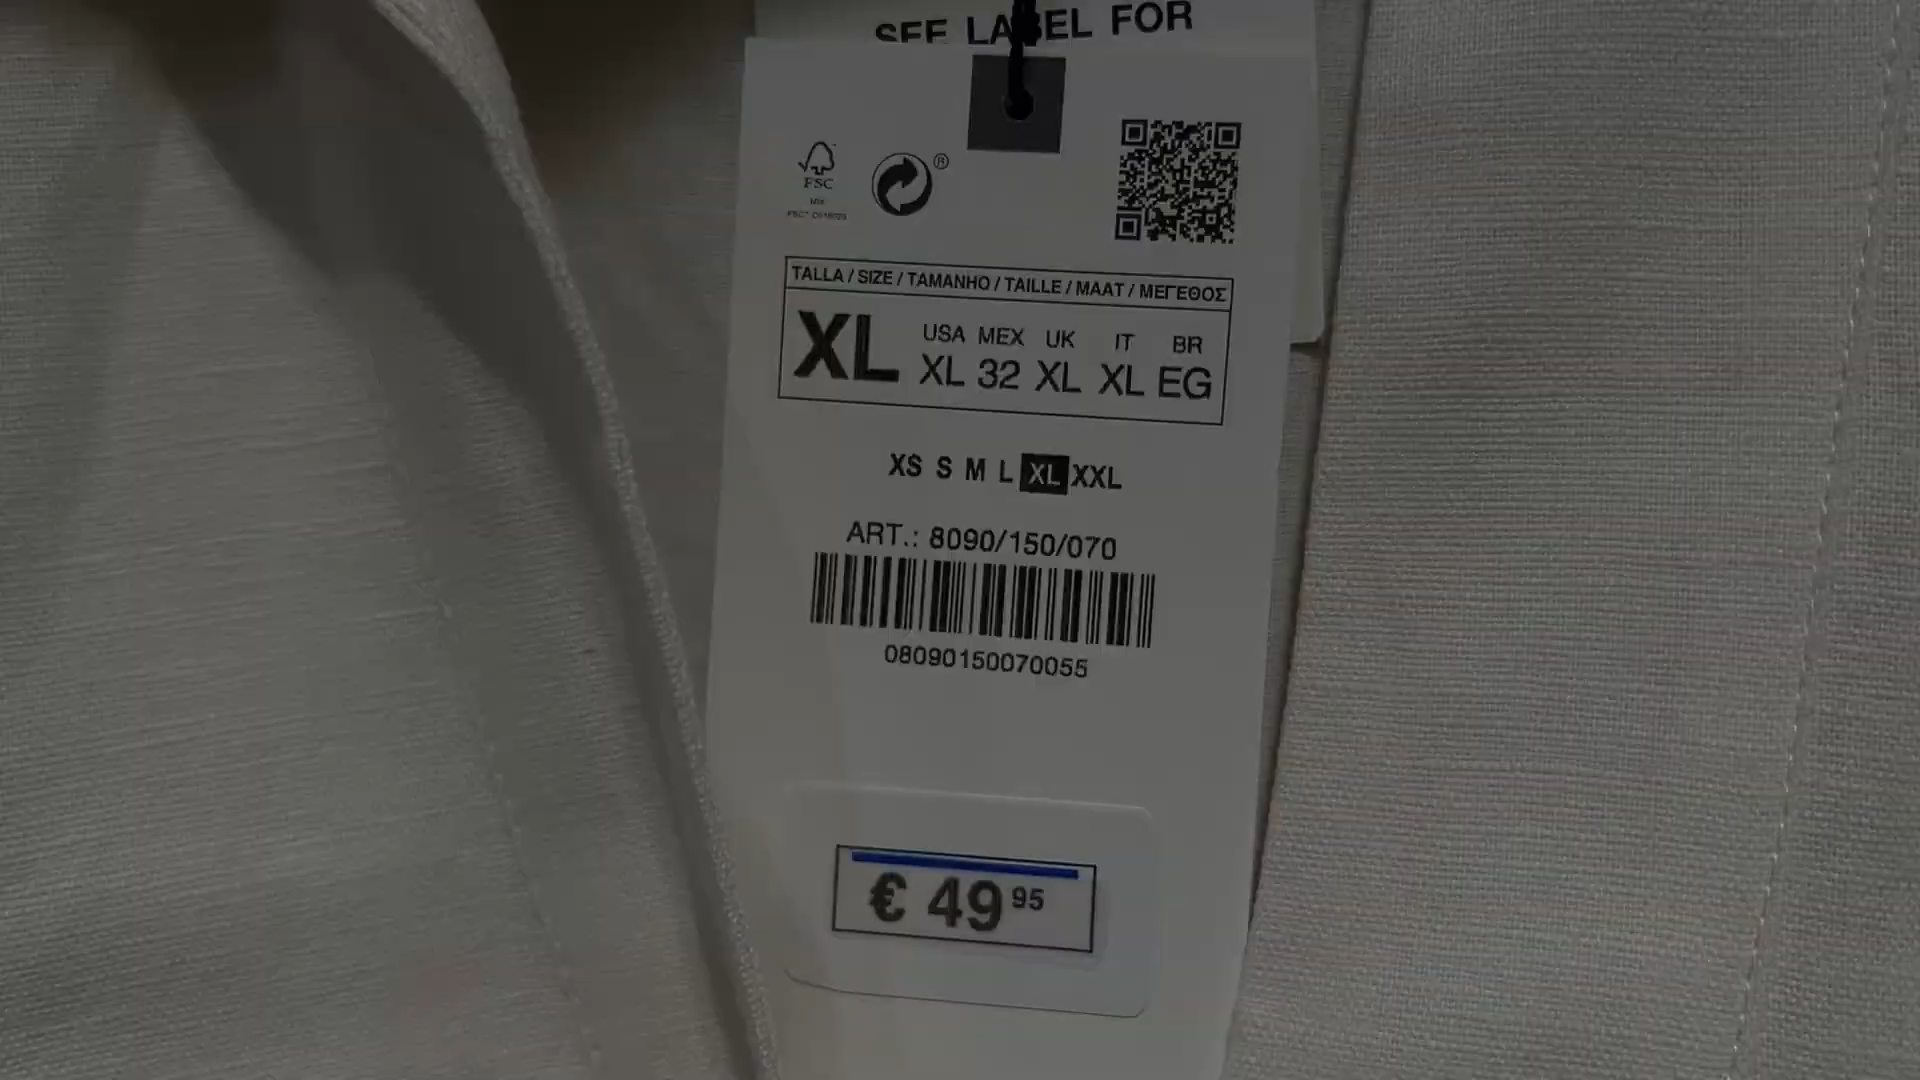 SEE LABEL FOR
®
FSC
MIX
TALLA / SIZE / TAMANHO / TAILLE / MAAT / ΜΕΓΕΘΟΣ
XL
USA MEX UK IT BR
XL 32 XL XL EG
XS S M L XL XXL
ART.: 8090/150/070
08090150070055
€ 49 95